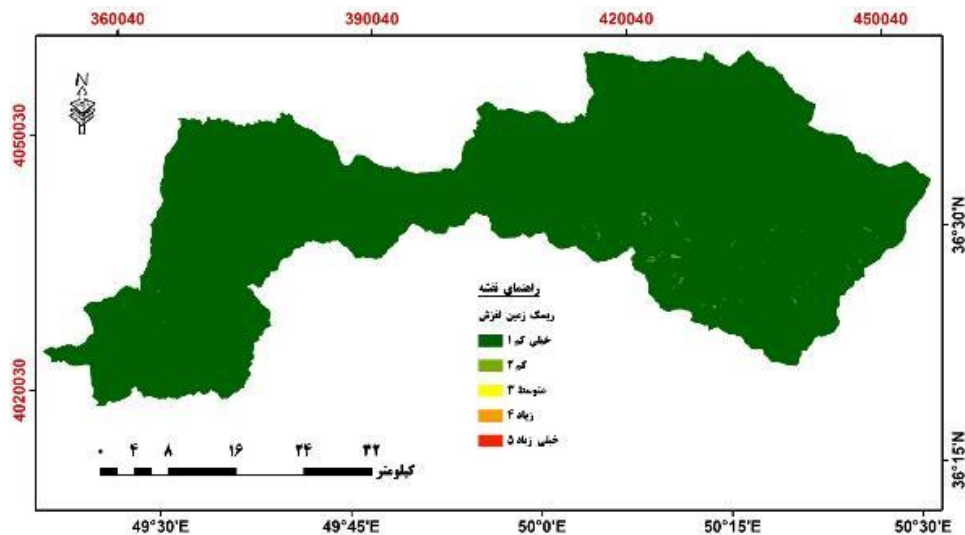 360040 390040 420040 450040
N
4050030
36°30'N
راهنمای نقشه
ریسک زمین لغزش
خیلی کم ۱
کم ۲
متوسط ۳
زیاد ۴
خیلی زیاد ۵
4020030
36°15'N
۰ ۴ ۸ ۱۶ ۲۴ ۳۲
کیلومتر
49°30'E 49°45'E 50°0'E 50°15'E 50°30'E